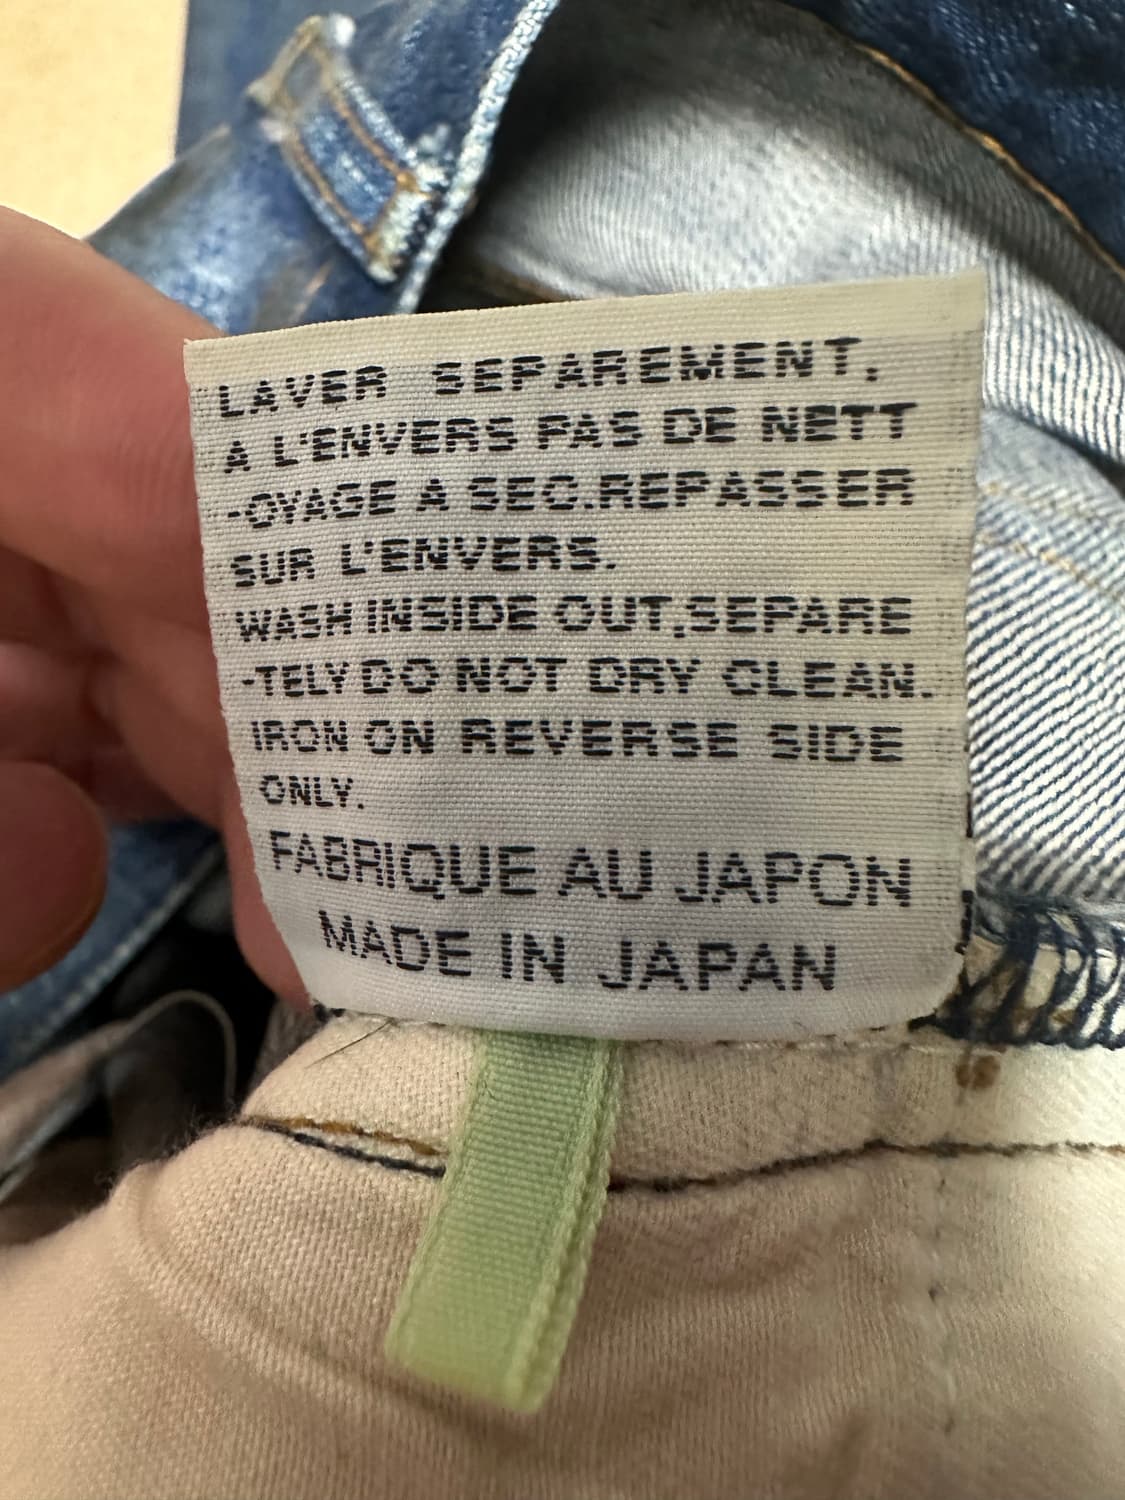 LAVER SEPAREMENT,
A L'ENVERS PAS DE NETT
-OYAGE A SEC.REPASSER
SUR L'ENVERS.
WASH INSIDE OUT,SEPARE
-TELY DO NOT DRY CLEAN.
IRON ON REVERSE SIDE
ONLY.
FABRIQUE AU JAPON
MADE IN JAPAN